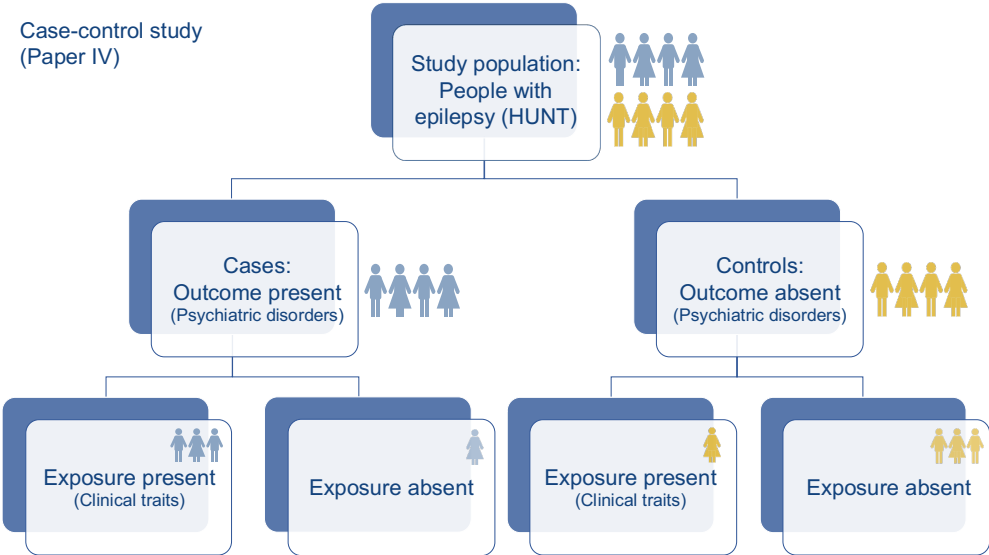 Case-control study
(Paper IV)
Study population:
People with
epilepsy (HUNT)
Cases:
Outcome present
(Psychiatric disorders)
Controls:
Outcome absent
(Psychiatric disorders)
Exposure present
(Clinical traits)
Exposure absent
Exposure present
(Clinical traits)
Exposure absent